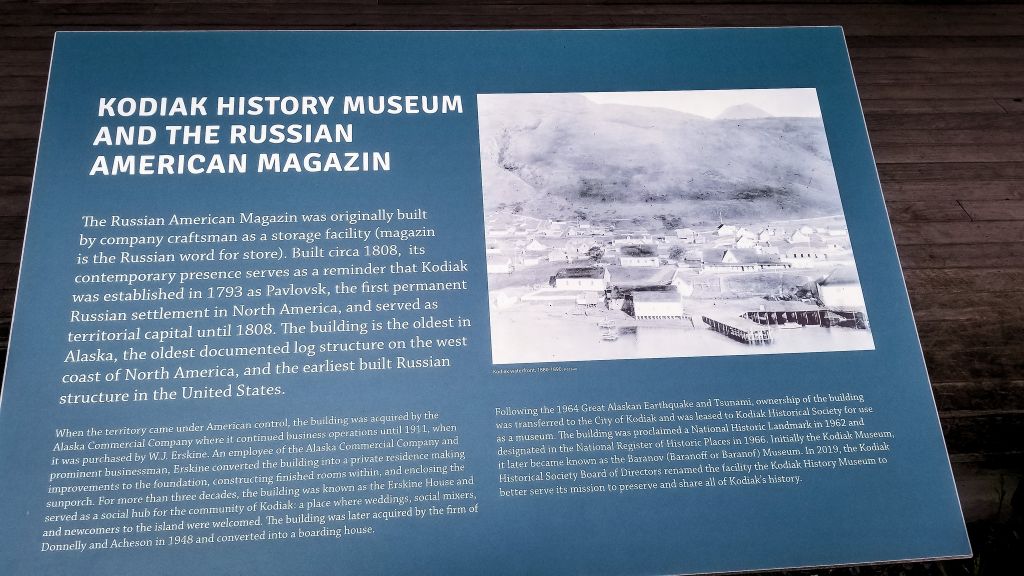 KODIAK HISTORY MUSEUM
AND THE RUSSIAN
AMERICAN MAGAZIN
The Russian American Magazin was originally built
by company craftsman as a storage facility (magazin
is the Russian word for store). Built circa 1808, its
contemporary presence serves as a reminder that Kodiak
was established in 1793 as Pavlovsk, the first permanent
Russian settlement in North America, and served as
territorial capital until 1808. The building is the oldest in
Alaska, the oldest documented log structure on the west
coast of North America, and the earliest built Russian
structure in the United States.
When the territory came under American control, the building was acquired by the
Alaska Commercial Company where it continued business operations until 1911, when
it was purchased by W.J. Erskine. An employee of the Alaska Commercial Company and
prominent businessman, Erskine converted the building into a private residence making
improvements to the foundation, constructing finished rooms within, and enclosing the
sunporch. For more than three decades, the building was known as the Erskine House and
served as a social hub for the community of Kodiak: a place where weddings, social mixers,
and newcomers to the island were welcomed. The building was later acquired by the firm of
Donnelly and Acheson in 1948 and converted into a boarding house.
Kodiak waterfront, 1880-1890.
Following the 1964 Great Alaskan Earthquake and Tsunami, ownership of the building
was transferred to the City of Kodiak and was leased to Kodiak Historical Society for use
as a museum. The building was proclaimed a National Historic Landmark in 1962 and
designated in the National Register of Historic Places in 1966. Initially the Kodiak Museum,
it later became known as the Baranov (Baranoff or Baranof) Museum. In 2019, the Kodiak
Historical Society Board of Directors renamed the facility the Kodiak History Museum to
better serve its mission to preserve and share all of Kodiak's history.